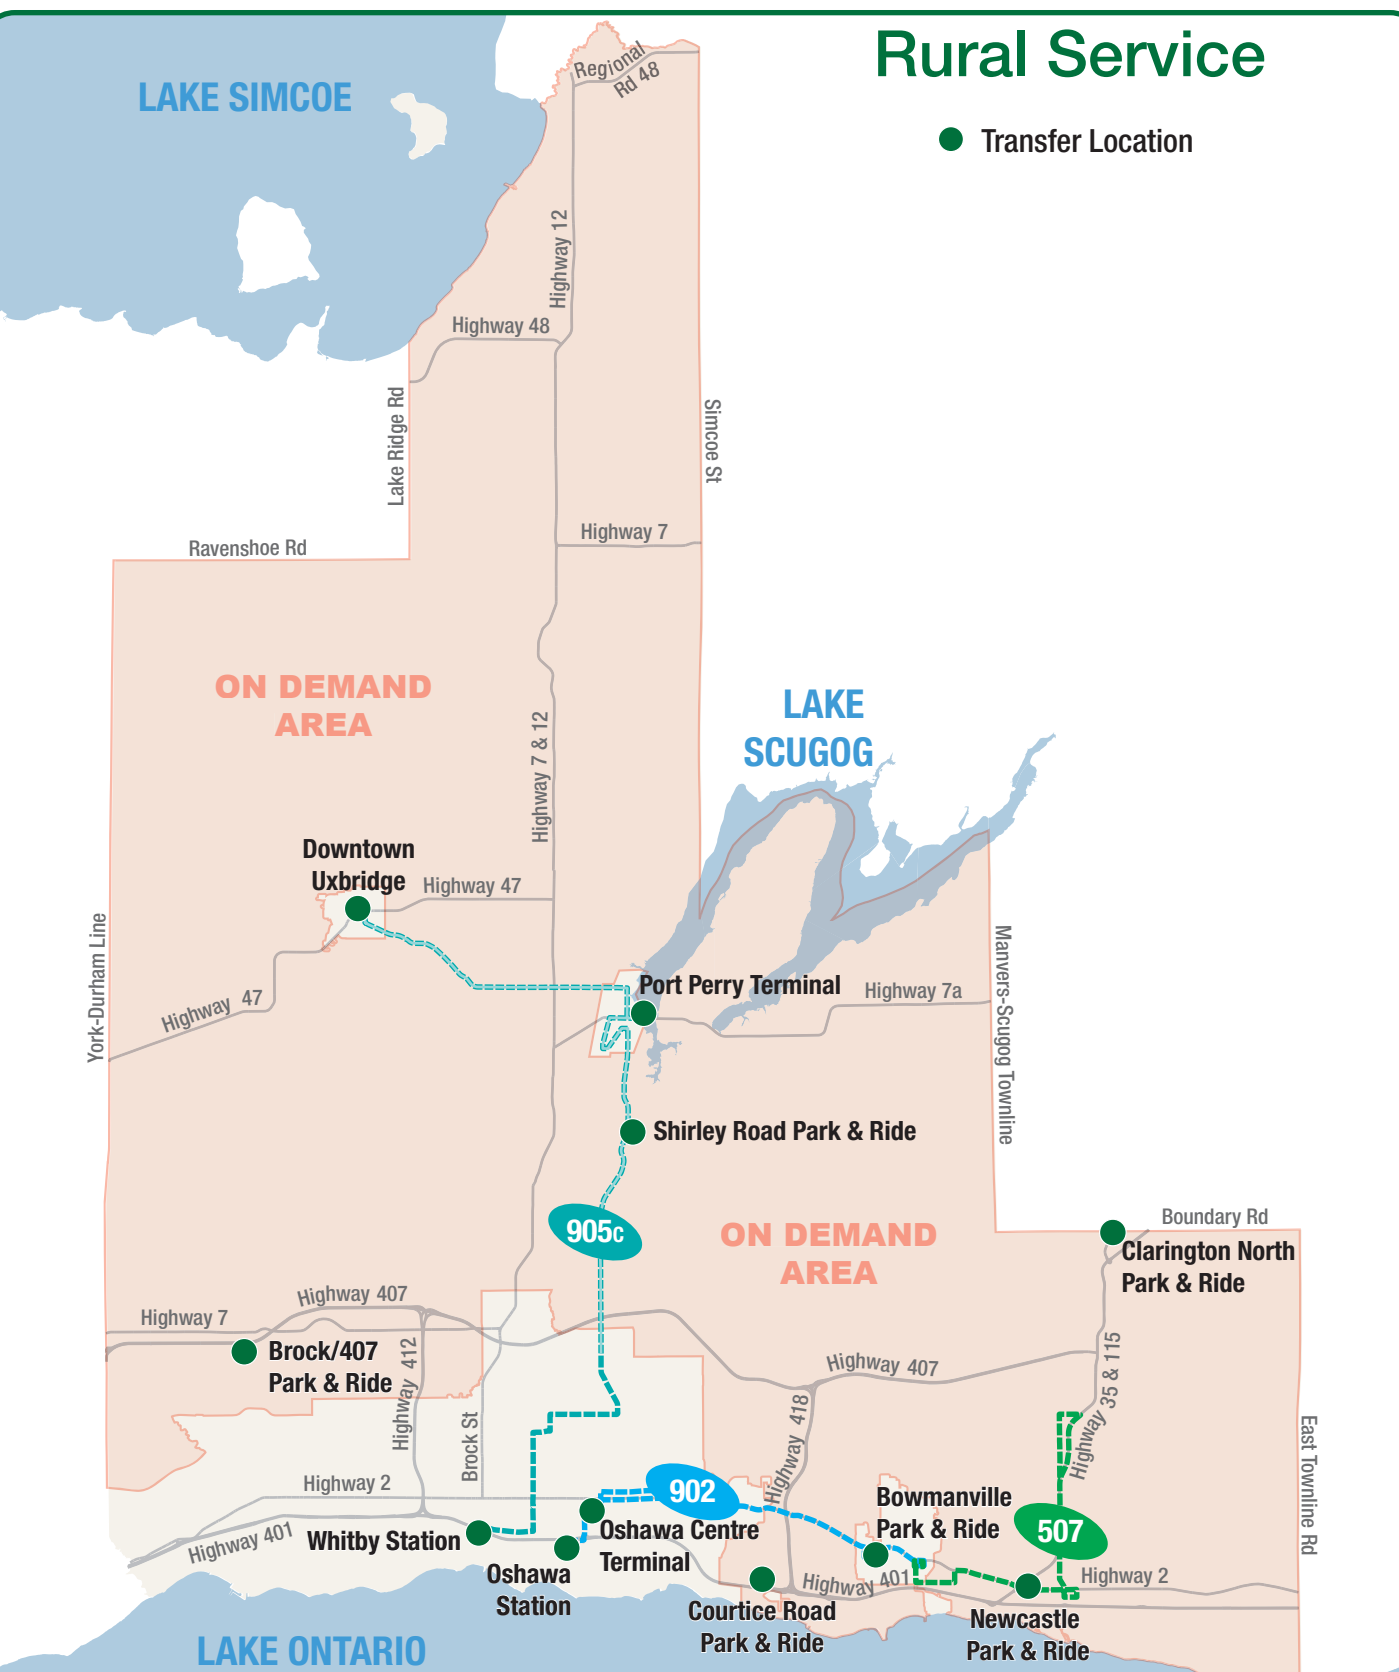 Rural Service
Transfer Location
LAKE SIMCOE
Regional
Rd 48
Highway 12
Highway 48
Lake Ridge Rd
Simcoe St
Highway 7
Ravenshoe Rd
ON DEMAND
AREA
Highway 7 & 12
LAKE
SCUGOG
Downtown
Uxbridge
Highway 47
York-Durham Line
Highway 47
Port Perry Terminal
Highway 7a
Manvers-Scugog Townline
Shirley Road Park & Ride
905C
ON DEMAND
AREA
Boundary Rd
Clarington North
Park & Ride
Highway 407
Highway 7
Brock/407
Park & Ride
Highway 412
Highway 407
Highway 35 & 115
Highway 418
Brock St
East Townline Rd
Highway 2
902
Bowmanville
Park & Ride
507
Highway 401
Whitby Station
Oshawa Centre
Terminal
Oshawa
Station
Highway 401
Highway 2
Courtice Road
Park & Ride
Newcastle
Park & Ride
LAKE ONTARIO